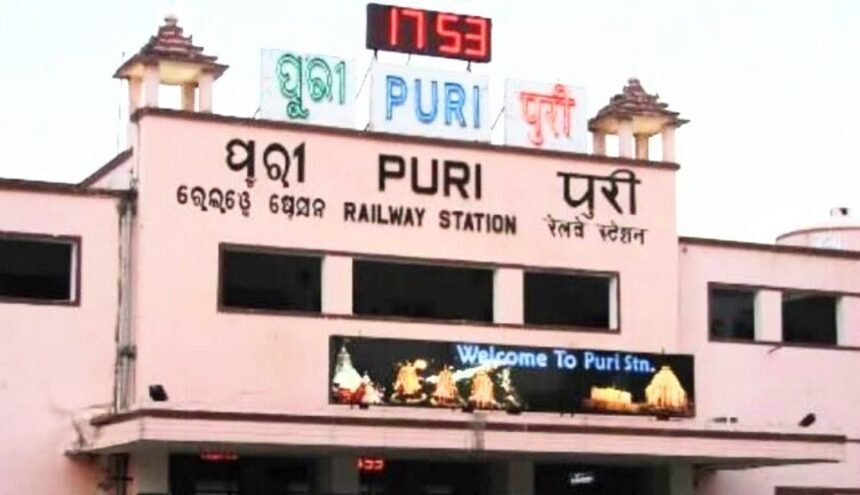 17:53
ପୁରୀ PURI पुरी
ପୁରୀ PURI पुरी
ରେଲୱେ ଷ୍ଟେସନ RAILWAY STATION रेलवे स्टेशन
Welcome To Puri Stn.